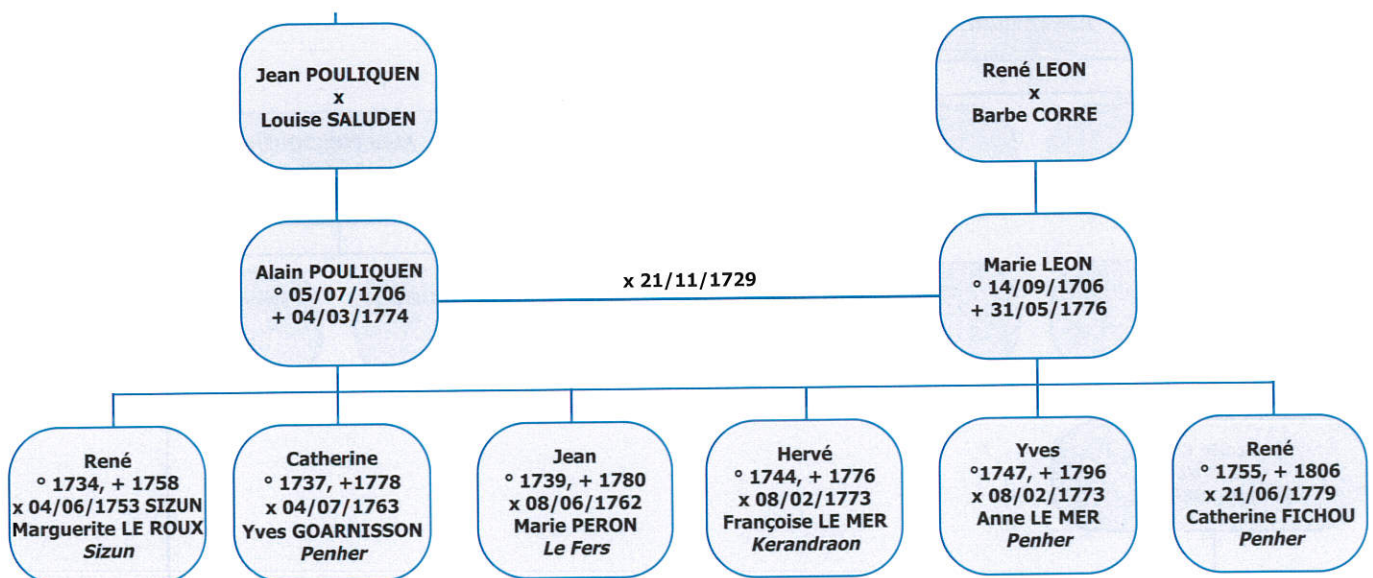 Jean POULIQUEN
x
Louise SALUDEN
René LEON
x
Barbe CORRE
Alain POULIQUEN
° 05/07/1706
+ 04/03/1774
x 21/11/1729
Marie LEON
° 14/09/1706
+ 31/05/1776
René
° 1734, + 1758
x 04/06/1753 SIZUN
Marguerite LE ROUX
Sizun
Catherine
° 1737, +1778
x 04/07/1763
Yves GOARNISSON
Penher
Jean
° 1739, + 1780
x 08/06/1762
Marie PERON
Le Fers
Hervé
° 1744, + 1776
x 08/02/1773
Françoise LE MER
Kerandraon
Yves
°1747, + 1796
x 08/02/1773
Anne LE MER
Penher
René
° 1755, + 1806
x 21/06/1779
Catherine FICHOU
Penher